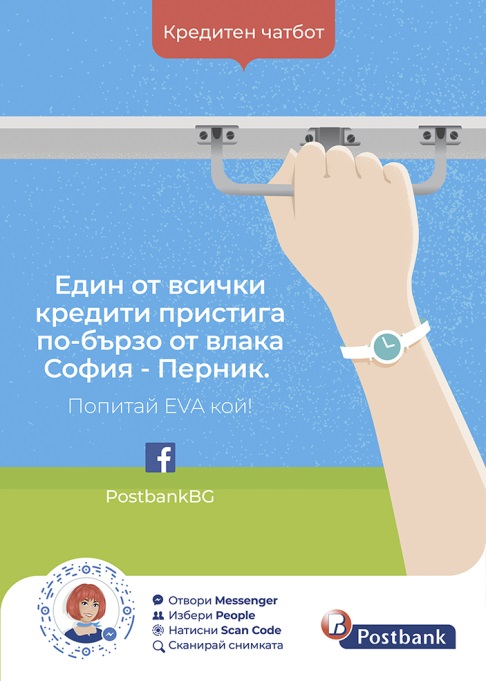 Кредитен чатбот
Един от всички
кредити пристига
по-бързо от влака
София - Перник.
Попитай EVA кой!
f
PostbankBG
Отвори Messenger
Избери People
Натисни Scan Code
Сканирай снимката
Postbank